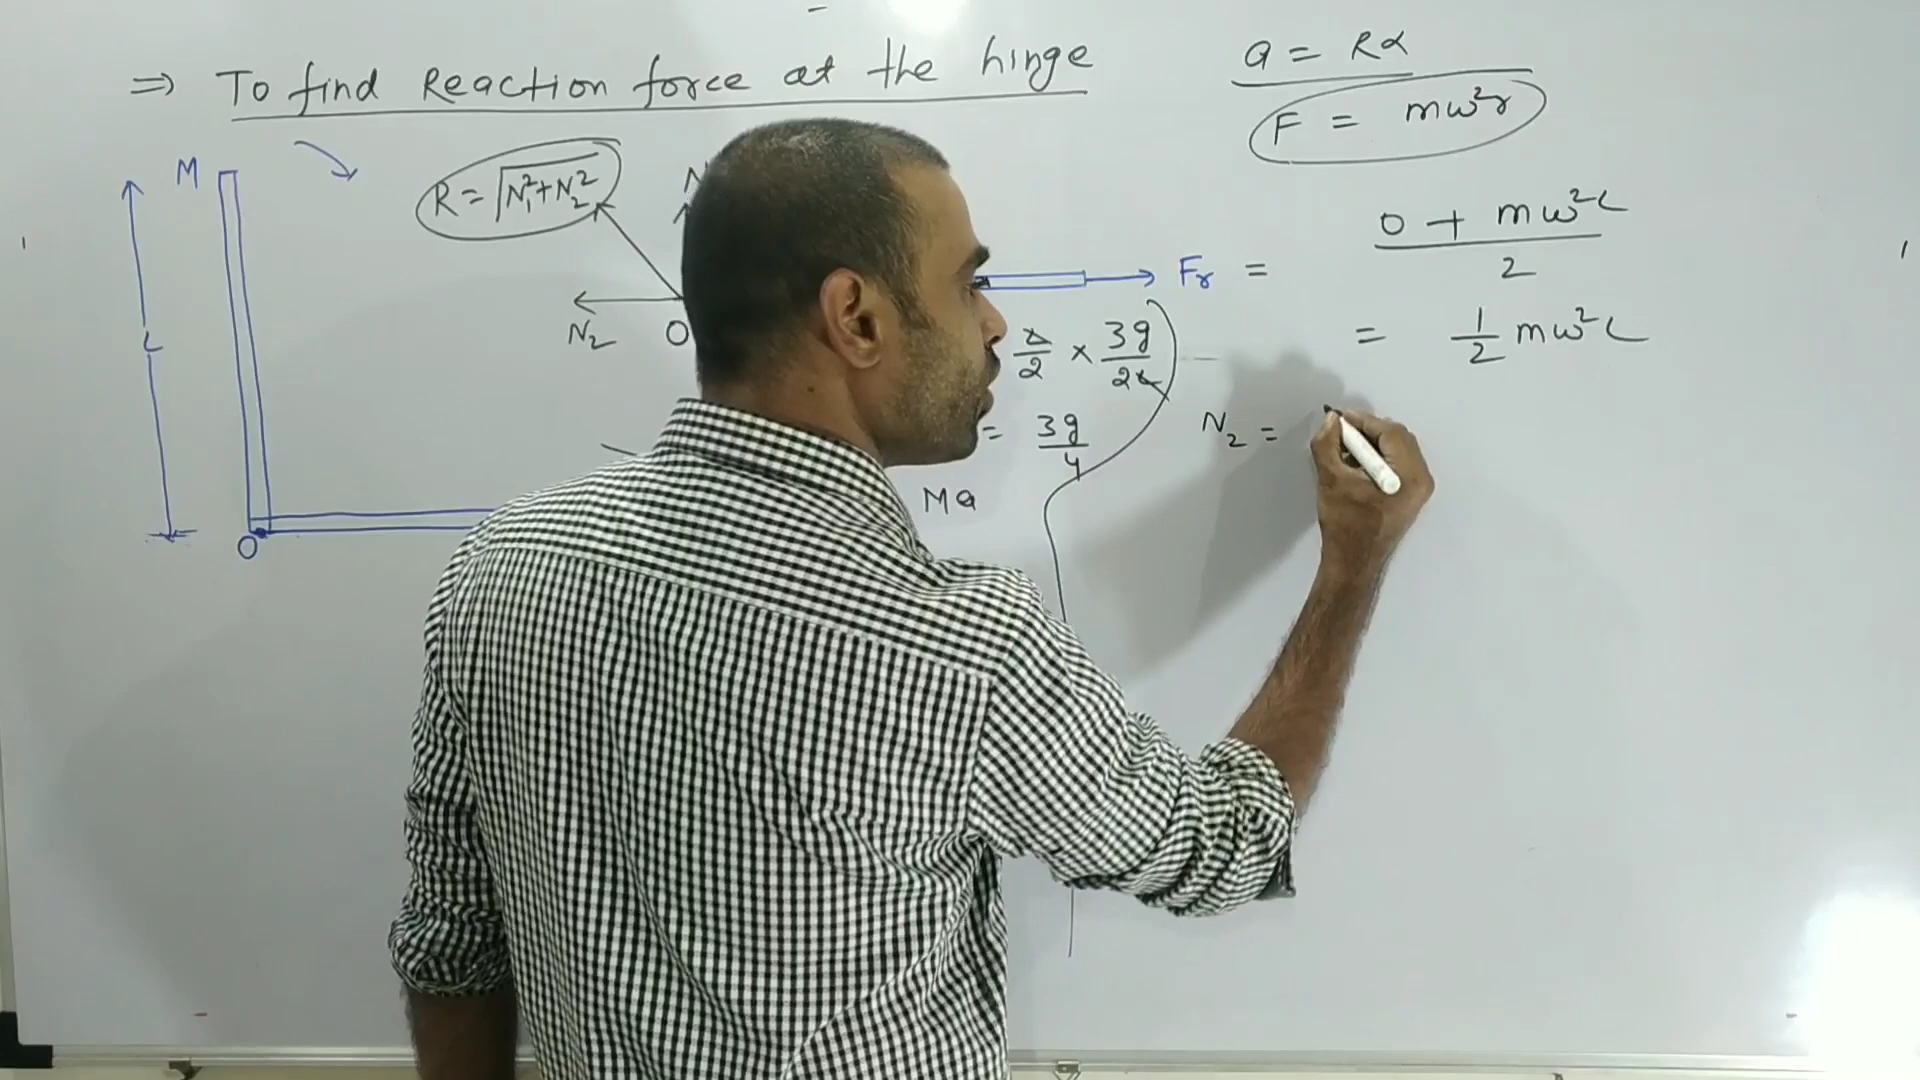 ⇒ To find Reaction force at the hinge
a = Rα
F = mω²r
M
R = √N₁²+N₂²
N
0 + mω²L
2
Fr =
N₂
O
L
2
× 3g
2L
= 1/2 mω²L
L
= 3g
4
N₂ =
Ma
O